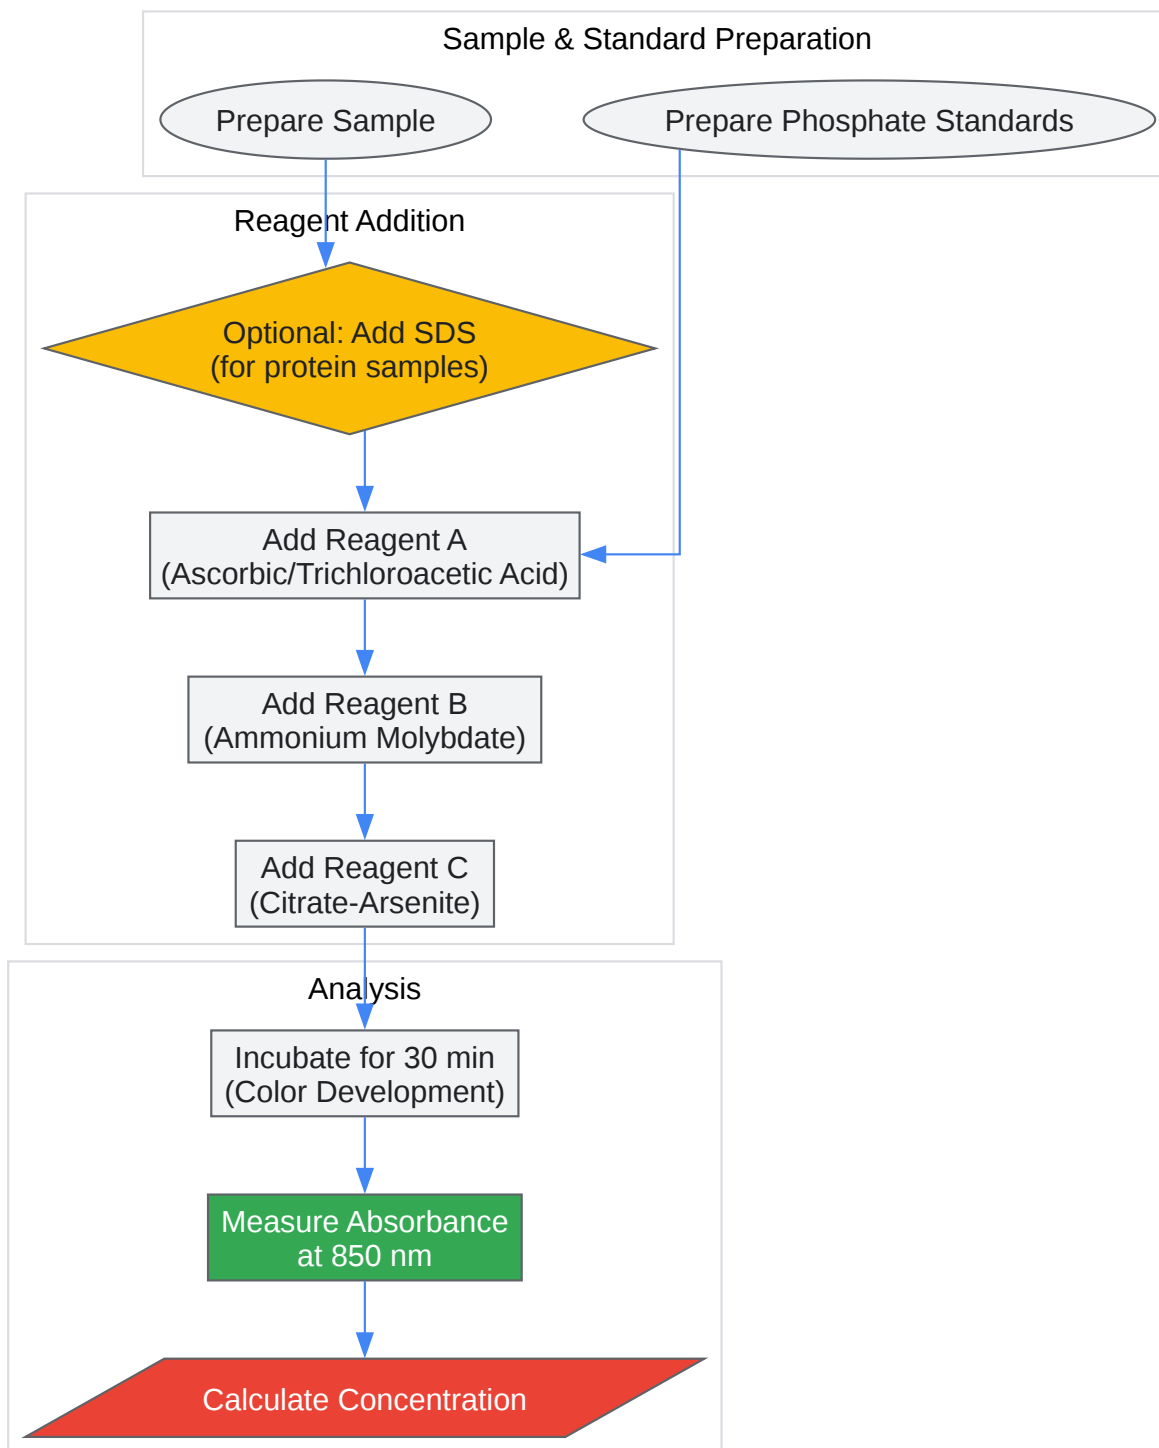 Sample & Standard Preparation
Prepare Sample
Prepare Phosphate Standards
Reagent Addition
Optional: Add SDS
(for protein samples)
Add Reagent A
(Ascorbic/Trichloroacetic Acid)
Add Reagent B
(Ammonium Molybdate)
Add Reagent C
(Citrate-Arsenite)
Analysis
Incubate for 30 min
(Color Development)
Measure Absorbance
at 850 nm
Calculate Concentration